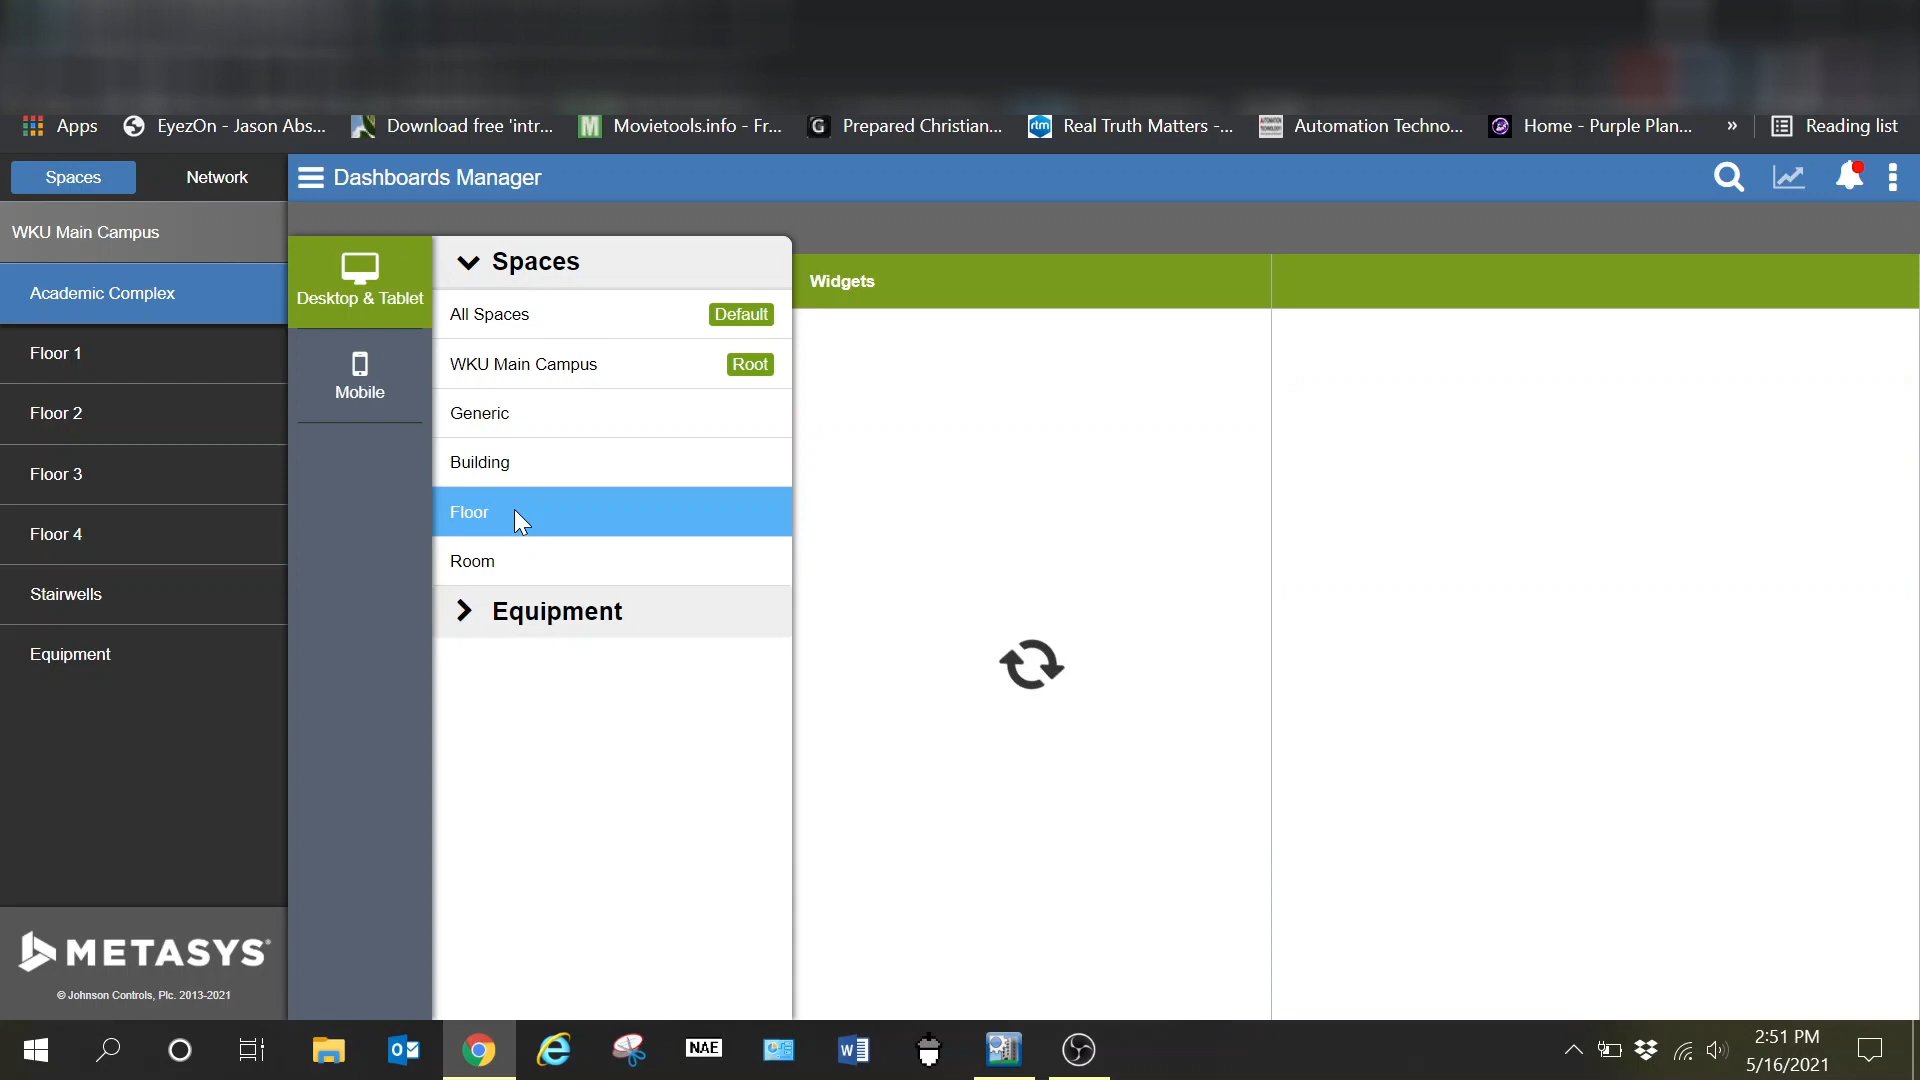 Apps
EyezOn - Jason Abs...
Download free 'intr...
Movietools.info - Fr...
Prepared Christian...
rtm
Real Truth Matters -...
Automation Techno...
Home - Purple Plan...
»
Reading list
Spaces
Network
Dashboards Manager
WKU Main Campus
Academic Complex
Floor 1
Floor 2
Floor 3
Floor 4
Stairwells
Equipment
METASYS®
© Johnson Controls, Plc. 2013-2021
Desktop & Tablet
Mobile
Spaces
All Spaces Default
WKU Main Campus Root
Generic
Building
Floor
Room
Equipment
Widgets
NAE
2:51 PM
5/16/2021